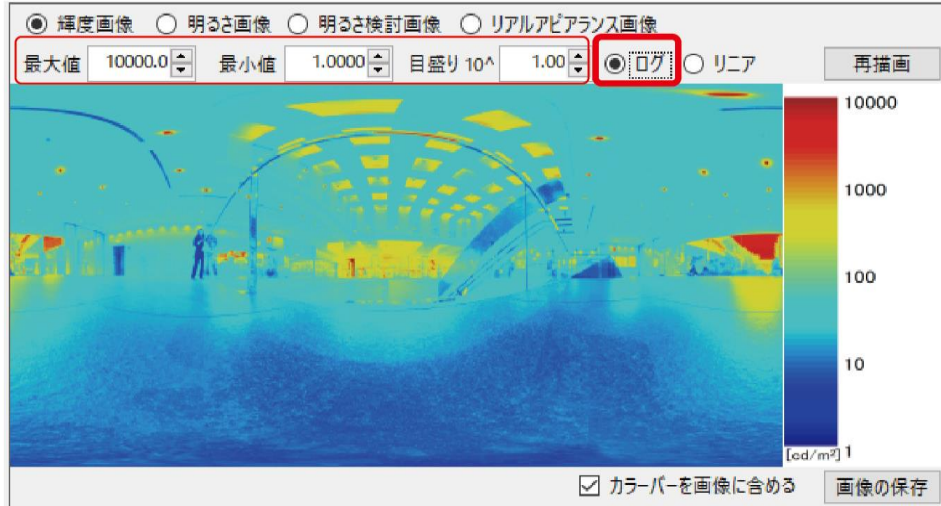 輝度画像 明るさ画像 明るさ検討画像 リアルアピアランス画像
最大値 10000.0 最小値 1.0000 目盛り 10^ 1.00 ログ リニア 再描画
10000
1000
100
10
[cd/m²] 1
カラーバーを画像に含める 画像の保存